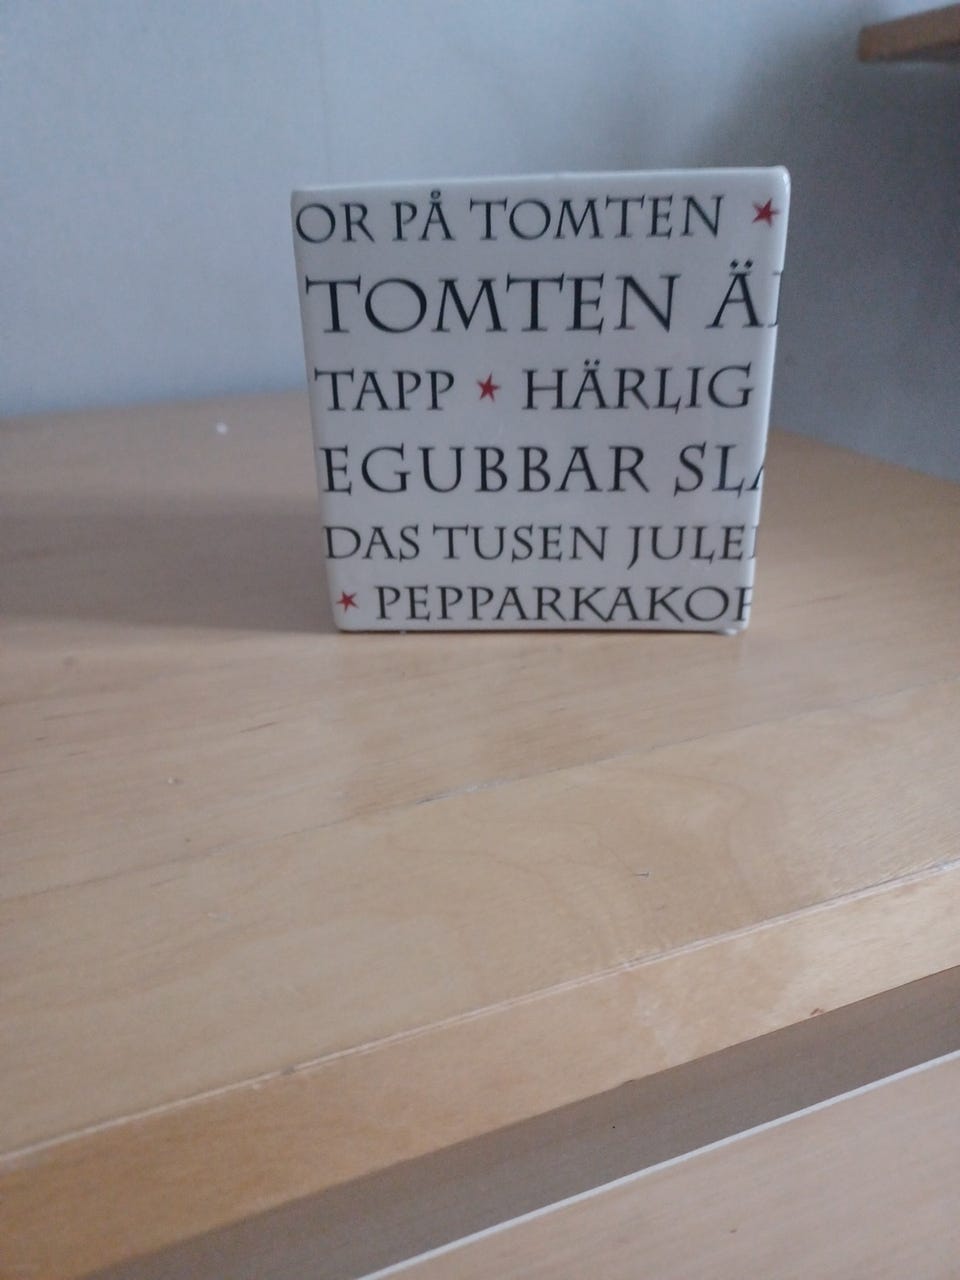 OR PÅ TOMTEN
TOMTEN Ä
TAPP ★ HÄRLIG
EGUBBAR SL
DAS TUSEN JULE
★ PEPPARKAKO